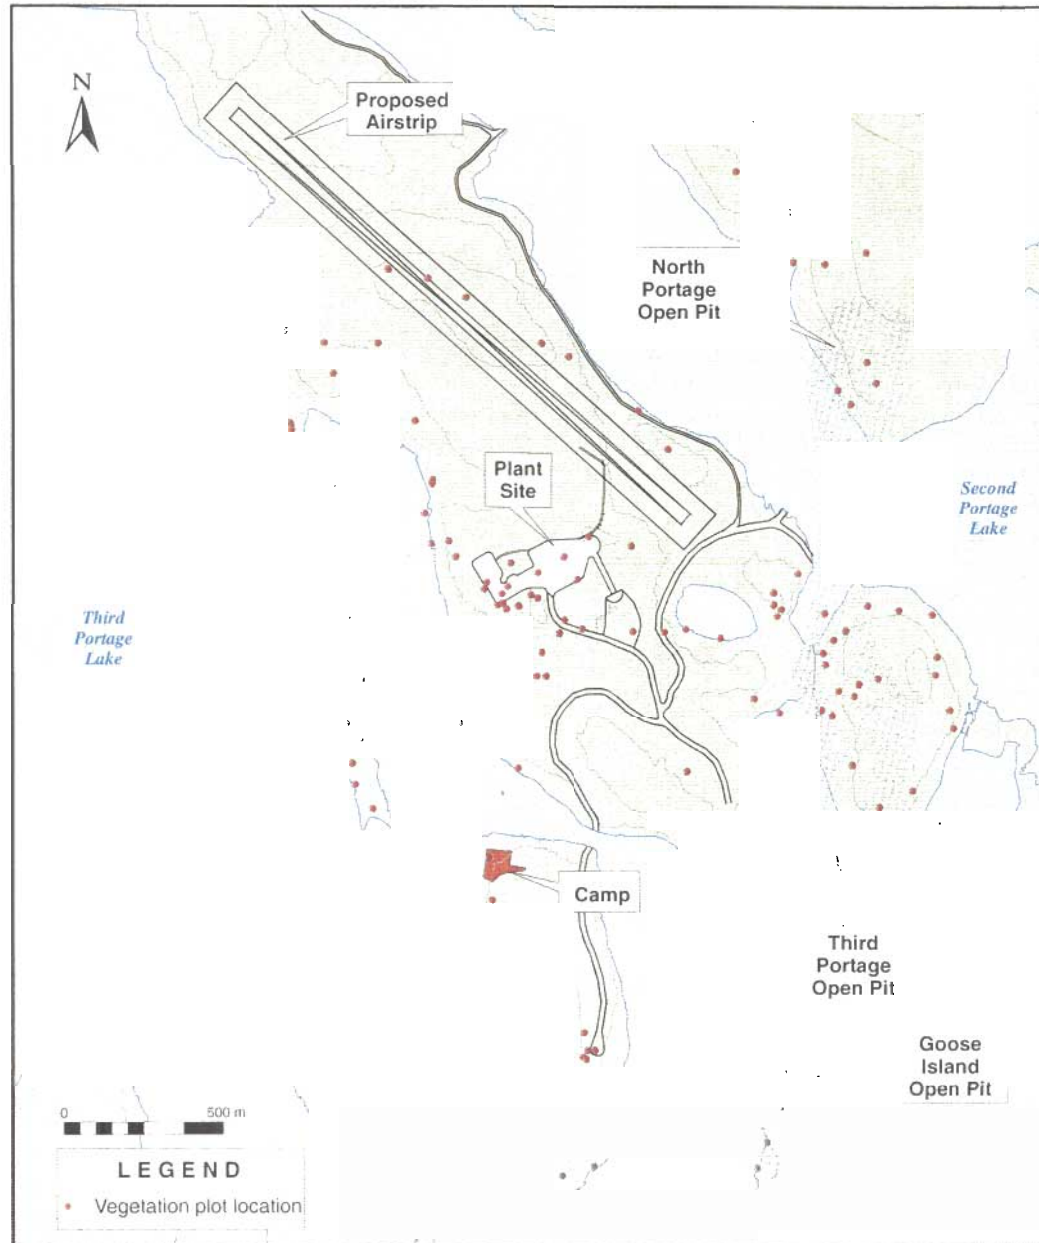 N
Proposed
Airstrip
North
Portage
Open Pit
Plant
Site
Second
Portage
Lake
Third
Portage
Lake
Camp
Third
Portage
Open Pit
Goose
Island
Open Pit
0 500 m
LEGEND
Vegetation plot location